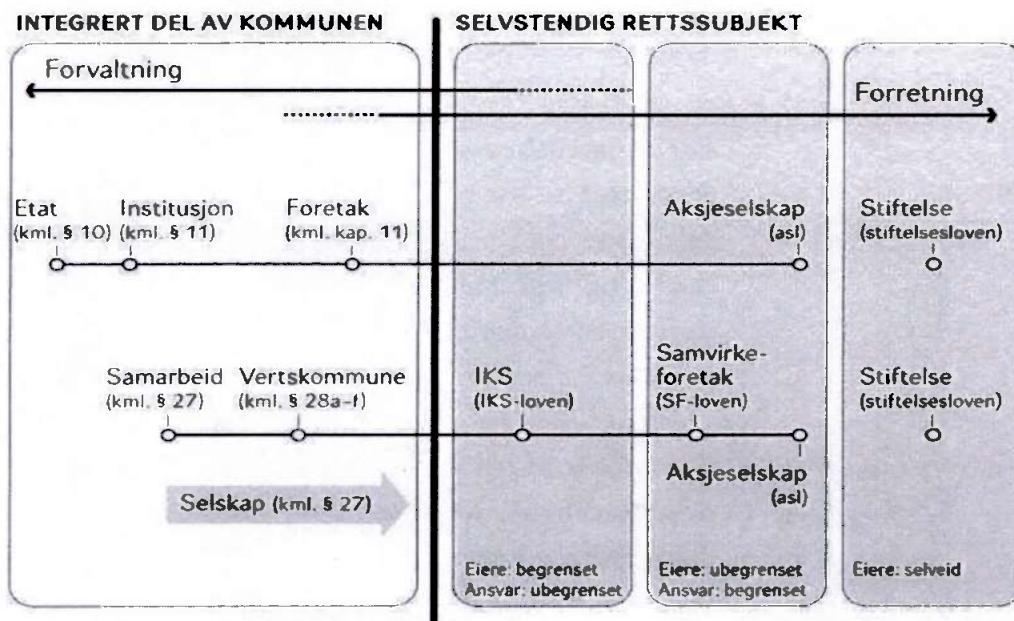 INTEGRERT DEL AV KOMMUNEN
SELVSTENDIG RETTSSUBJEKT
Forvaltning
Forretning
Etat
(kml. § 10)
Institusjon
(kml. § 11)
Foretak
(kml. kap. 11)
Aksjeselskap
(asl)
Stiftelse
(stiftelsesloven)
Samarbeid
(kml. § 27)
Vertskommune
(kml. § 28a-f)
IKS
(IKS-loven)
Samvirke-
foretak
(SF-loven)
Stiftelse
(stiftelsesloven)
Aksjeselskap
(asl)
Selskap (kml. § 27)
Eiere: begrenset
Ansvar: ubegrenset
Eiere: ubegrenset
Ansvar: begrenset
Eiere: selveid